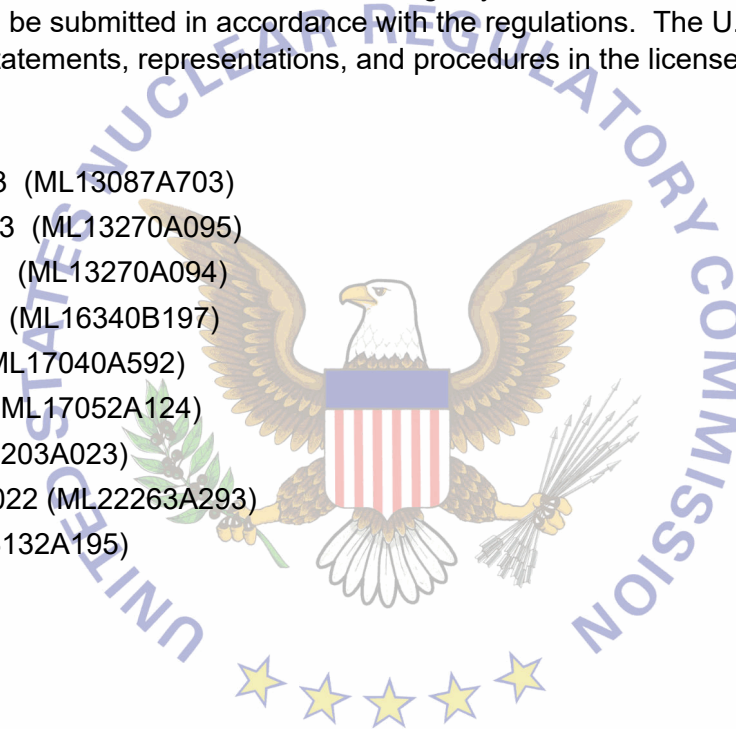 be submitted in accordance with the regulations. The U.
tatements, representations, and procedures in the license
3 (ML13087A703)
3 (ML13270A095)
(ML13270A094)
(ML16340B197)
ML17040A592)
(ML17052A124)
203A023)
022 (ML22263A293)
132A195)
UNITED STATES NUCLEAR REGULATORY COMMISSION